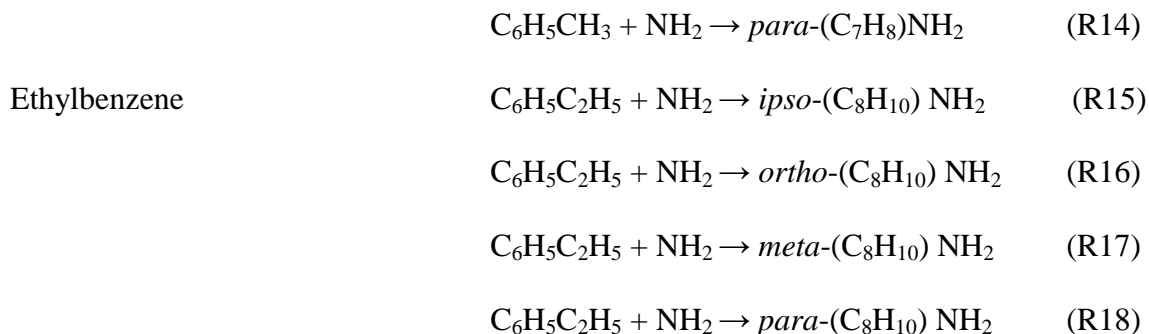 C₆H₅CH₃ + NH₂ → para-(C₇H₈)NH₂ (R14)
Ethylbenzene C₆H₅C₂H₅ + NH₂ → ipso-(C₈H₁₀) NH₂ (R15)
C₆H₅C₂H₅ + NH₂ → ortho-(C₈H₁₀) NH₂ (R16)
C₆H₅C₂H₅ + NH₂ → meta-(C₈H₁₀) NH₂ (R17)
C₆H₅C₂H₅ + NH₂ → para-(C₈H₁₀) NH₂ (R18)